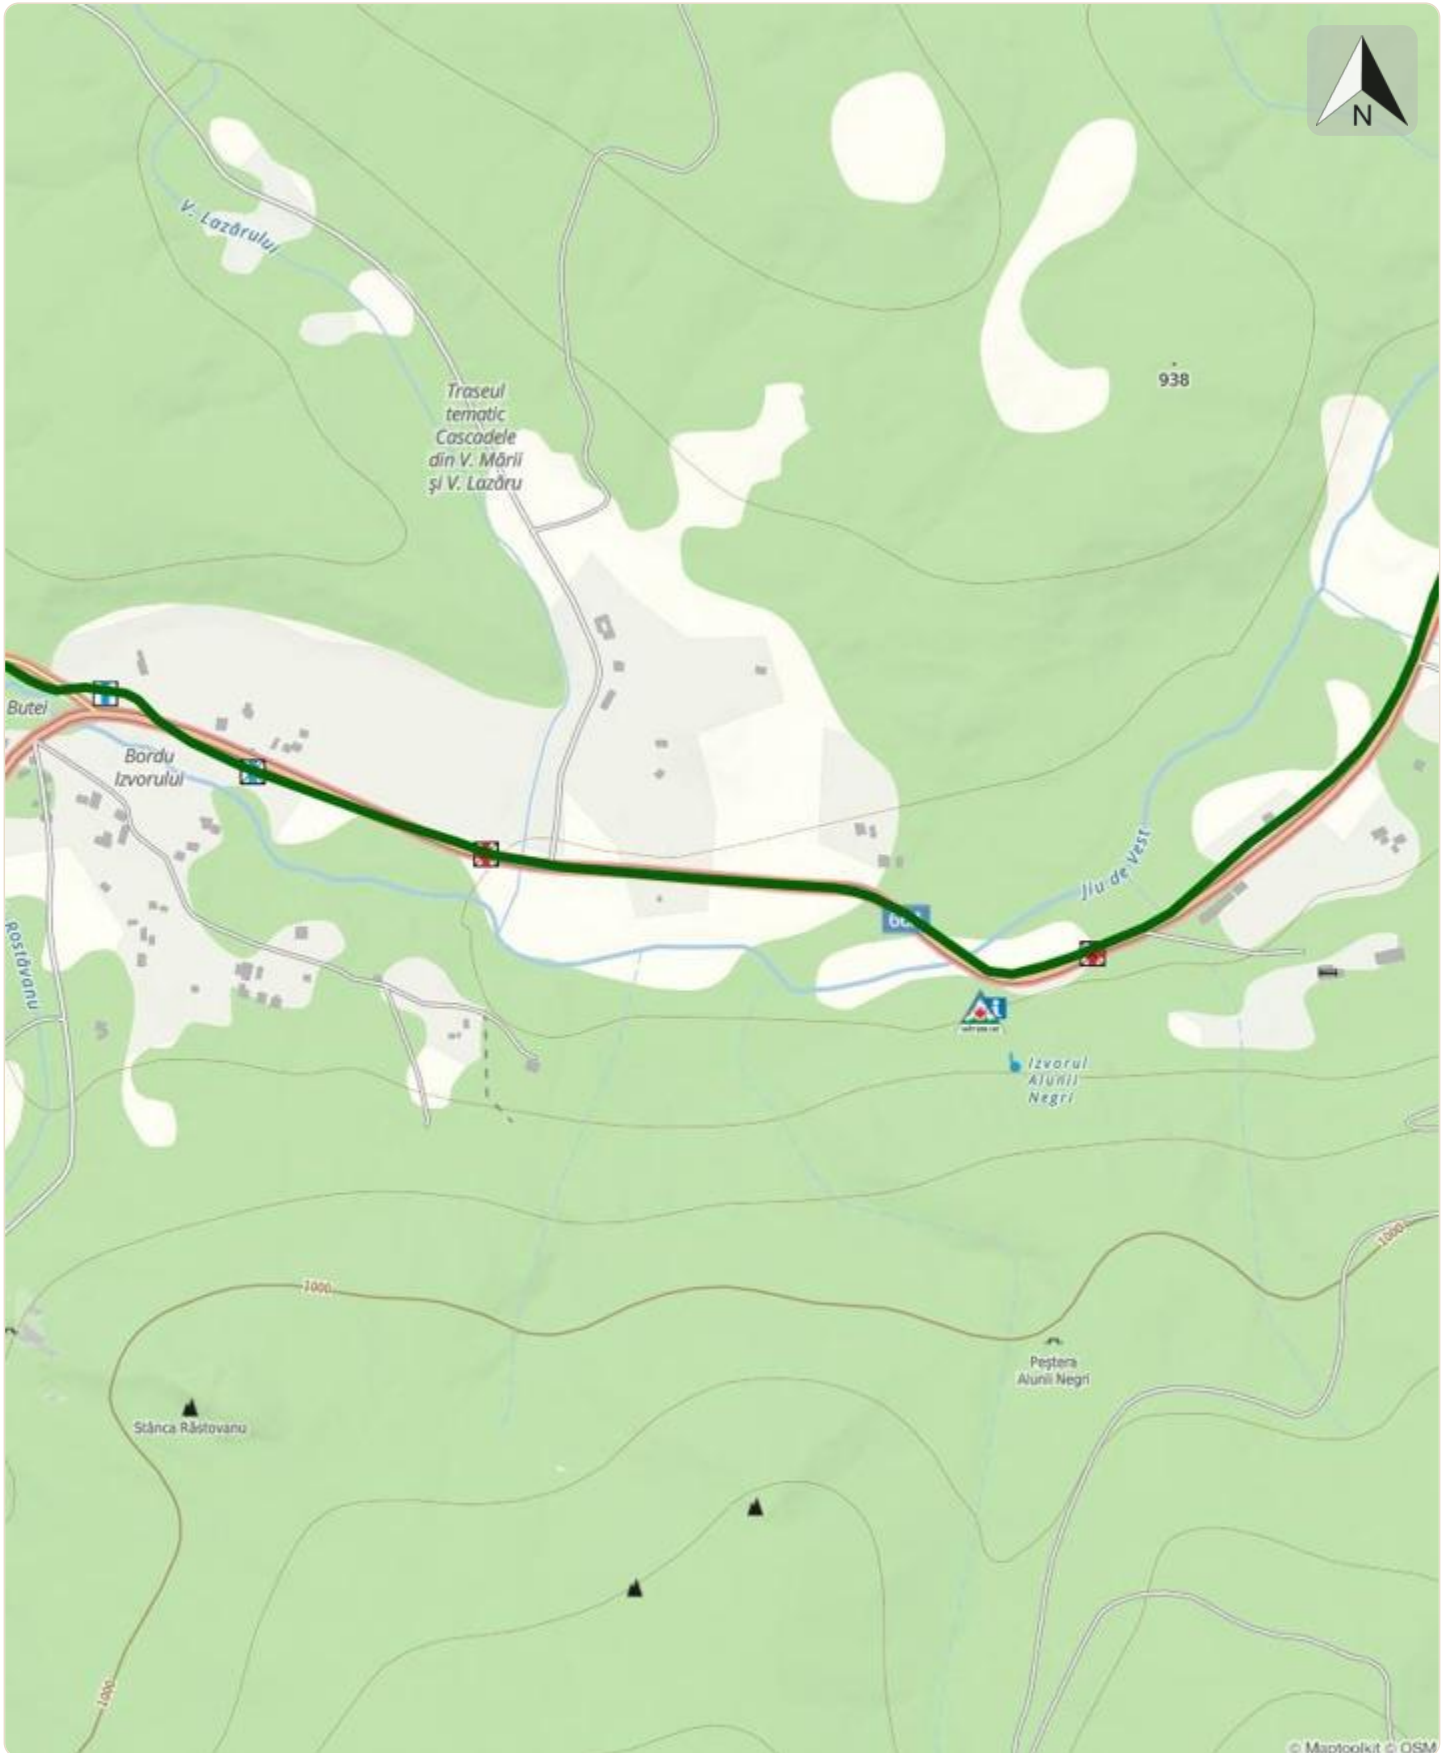 N
V. Lazărului
Traseul
tematic
Cascadele
din V. Mării
şi V. Lazăru
938
Butei
Bordu
Izvorului
Jiu de Vest
Rostăvanu
Izvorul
Alunii
Negri
1000
1000
Peştera
Alunii Negri
Stânca Răstovanu
1000
© Maptoolkit © OSM